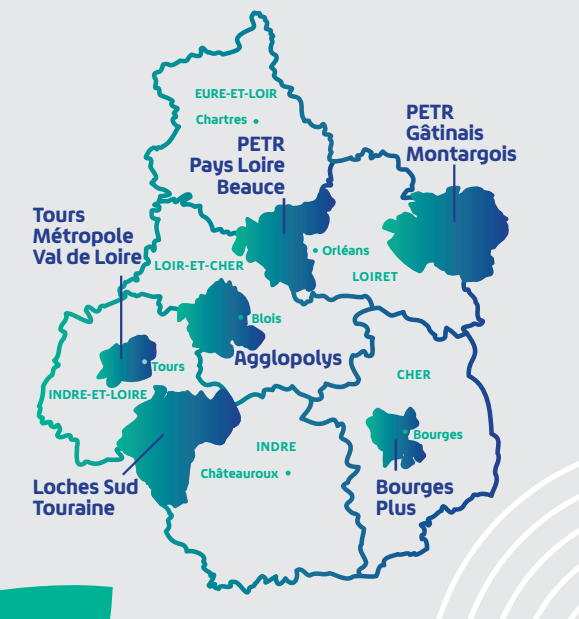 EURE-ET-LOIR
Chartres
PETR
Gâtinais
Montargois
PETR
Pays Loire
Beauce
Tours
Métropole
Val de Loire
Orléans
LOIR-ET-CHER
LOIRET
Blois
Agglopolys
Tours
CHER
INDRE-ET-LOIRE
Bourges
INDRE
Châteauroux
Loches Sud
Touraine
Bourges
Plus